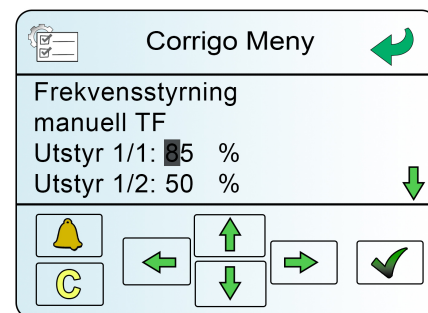 Corrigo Meny
Frekvensstyrning
manuell TF
Utstyr 1/1: 85 %
Utstyr 1/2: 50 %
C